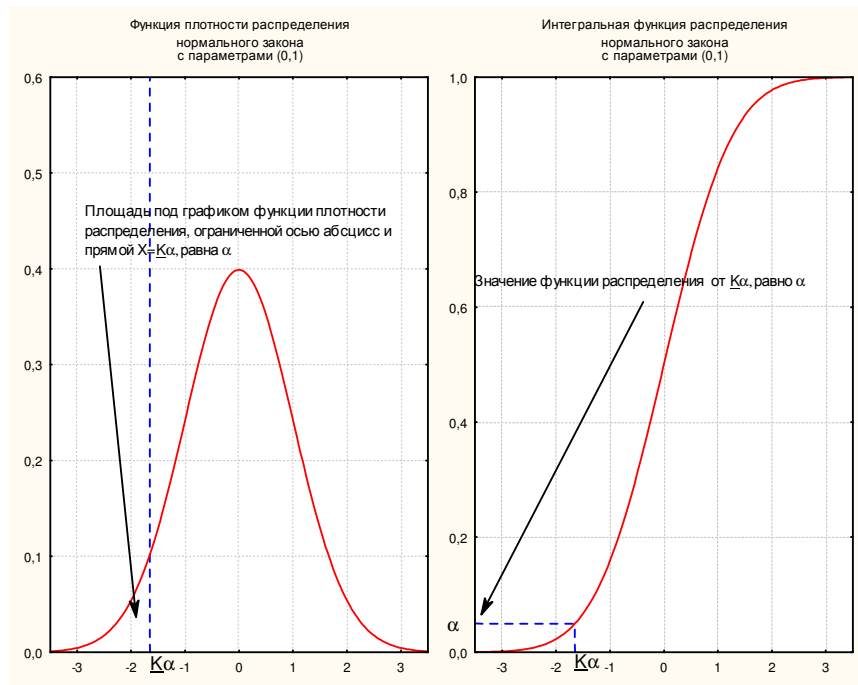 Функция плотности распределения
нормального закона
с параметрами (0,1)
0,6
0,5
0,4
0,3
0,2
0,1
0,0
Площадь под графиком функции плотности
распределения, ограниченной осью абсцисс и
прямой X=Kα, равна α
-3
-2
Kα
-1
0
1
2
3
Интегральная функция распределения
нормального закона
с параметрами (0,1)
1,0
0,8
0,6
0,4
0,2
0,0
Значение функции распределения от Kα, равно α
α
-3
-2
Kα
-1
0
1
2
3